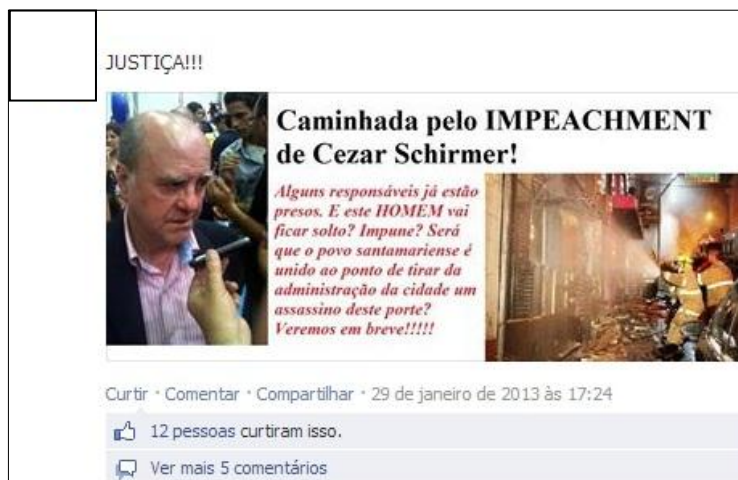 JUSTIÇA!!!
Caminhada pelo IMPEACHMENT
de Cezar Schirmer!
Alguns responsáveis já estão
presos. E este HOMEM vai
ficar solto? Impune? Será
que o povo santamariense é
unido ao ponto de tirar da
administração da cidade um
assassino deste porte?
Veremos em breve!!!!!
Curtir · Comentar · Compartilhar · 29 de janeiro de 2013 às 17:24
12 pessoas curtiram isso.
Ver mais 5 comentários